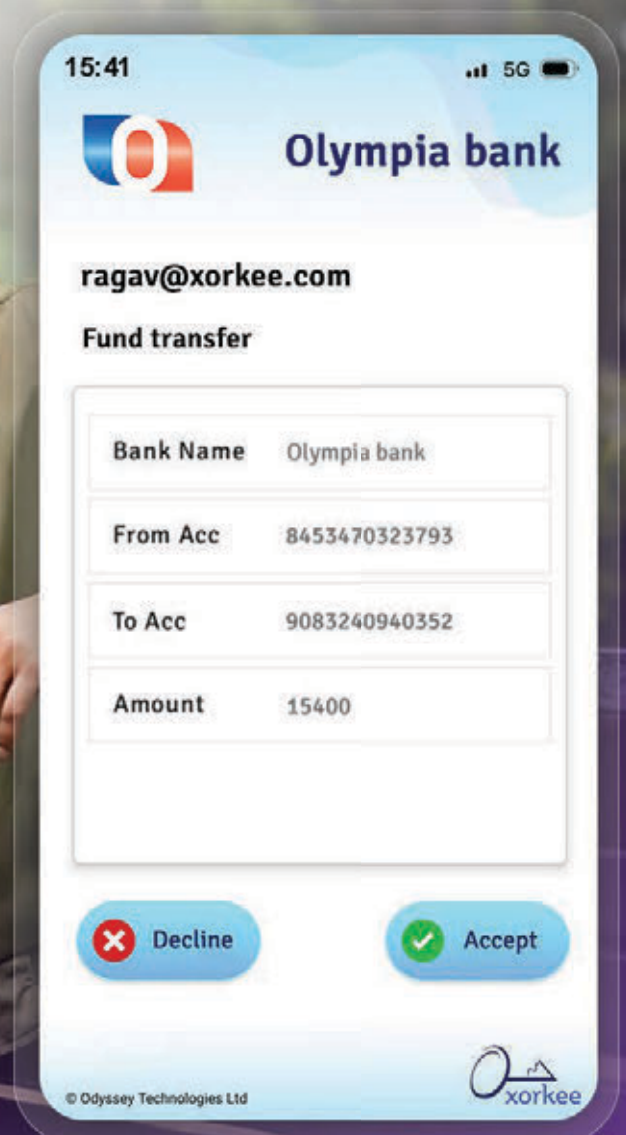 15:41 5G
Olympia bank
ragav@xorkee.com
Fund transfer
Bank Name Olympia bank
From Acc 8453470323793
To Acc 9083240940352
Amount 15400
Decline Accept
© Odyssey Technologies Ltd
xorkee